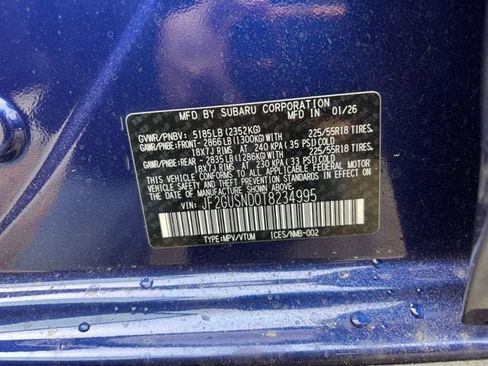 MFD BY SUBARU CORPORATION
MFD IN 01/26
GVWR/PNBV: 5185LB(2352KG)
GAWR/PNBE:FRONT-2866LB(1300KG)WITH 225/55R18 TIRES.
18X7J RIMS AT 240 KPA (35 PSI)COLD
GAWR/PNBE:REAR -2835LB(1286KG)WITH 225/55R18 TIRES.
18X7J RIMS AT 230 KPA (33 PSI)COLD
THIS VEHICLE CONFORMS TO ALL APPLICABLE FEDERAL MOTOR
VEHICLE SAFETY STANDARDS IN EFFECT ON THE
DATE OF MANUFACTURE SHOWN ABOVE.
VIN: JF2GUSND0T8234995
TYPE:MPV/VTUM ICES/NMB-002